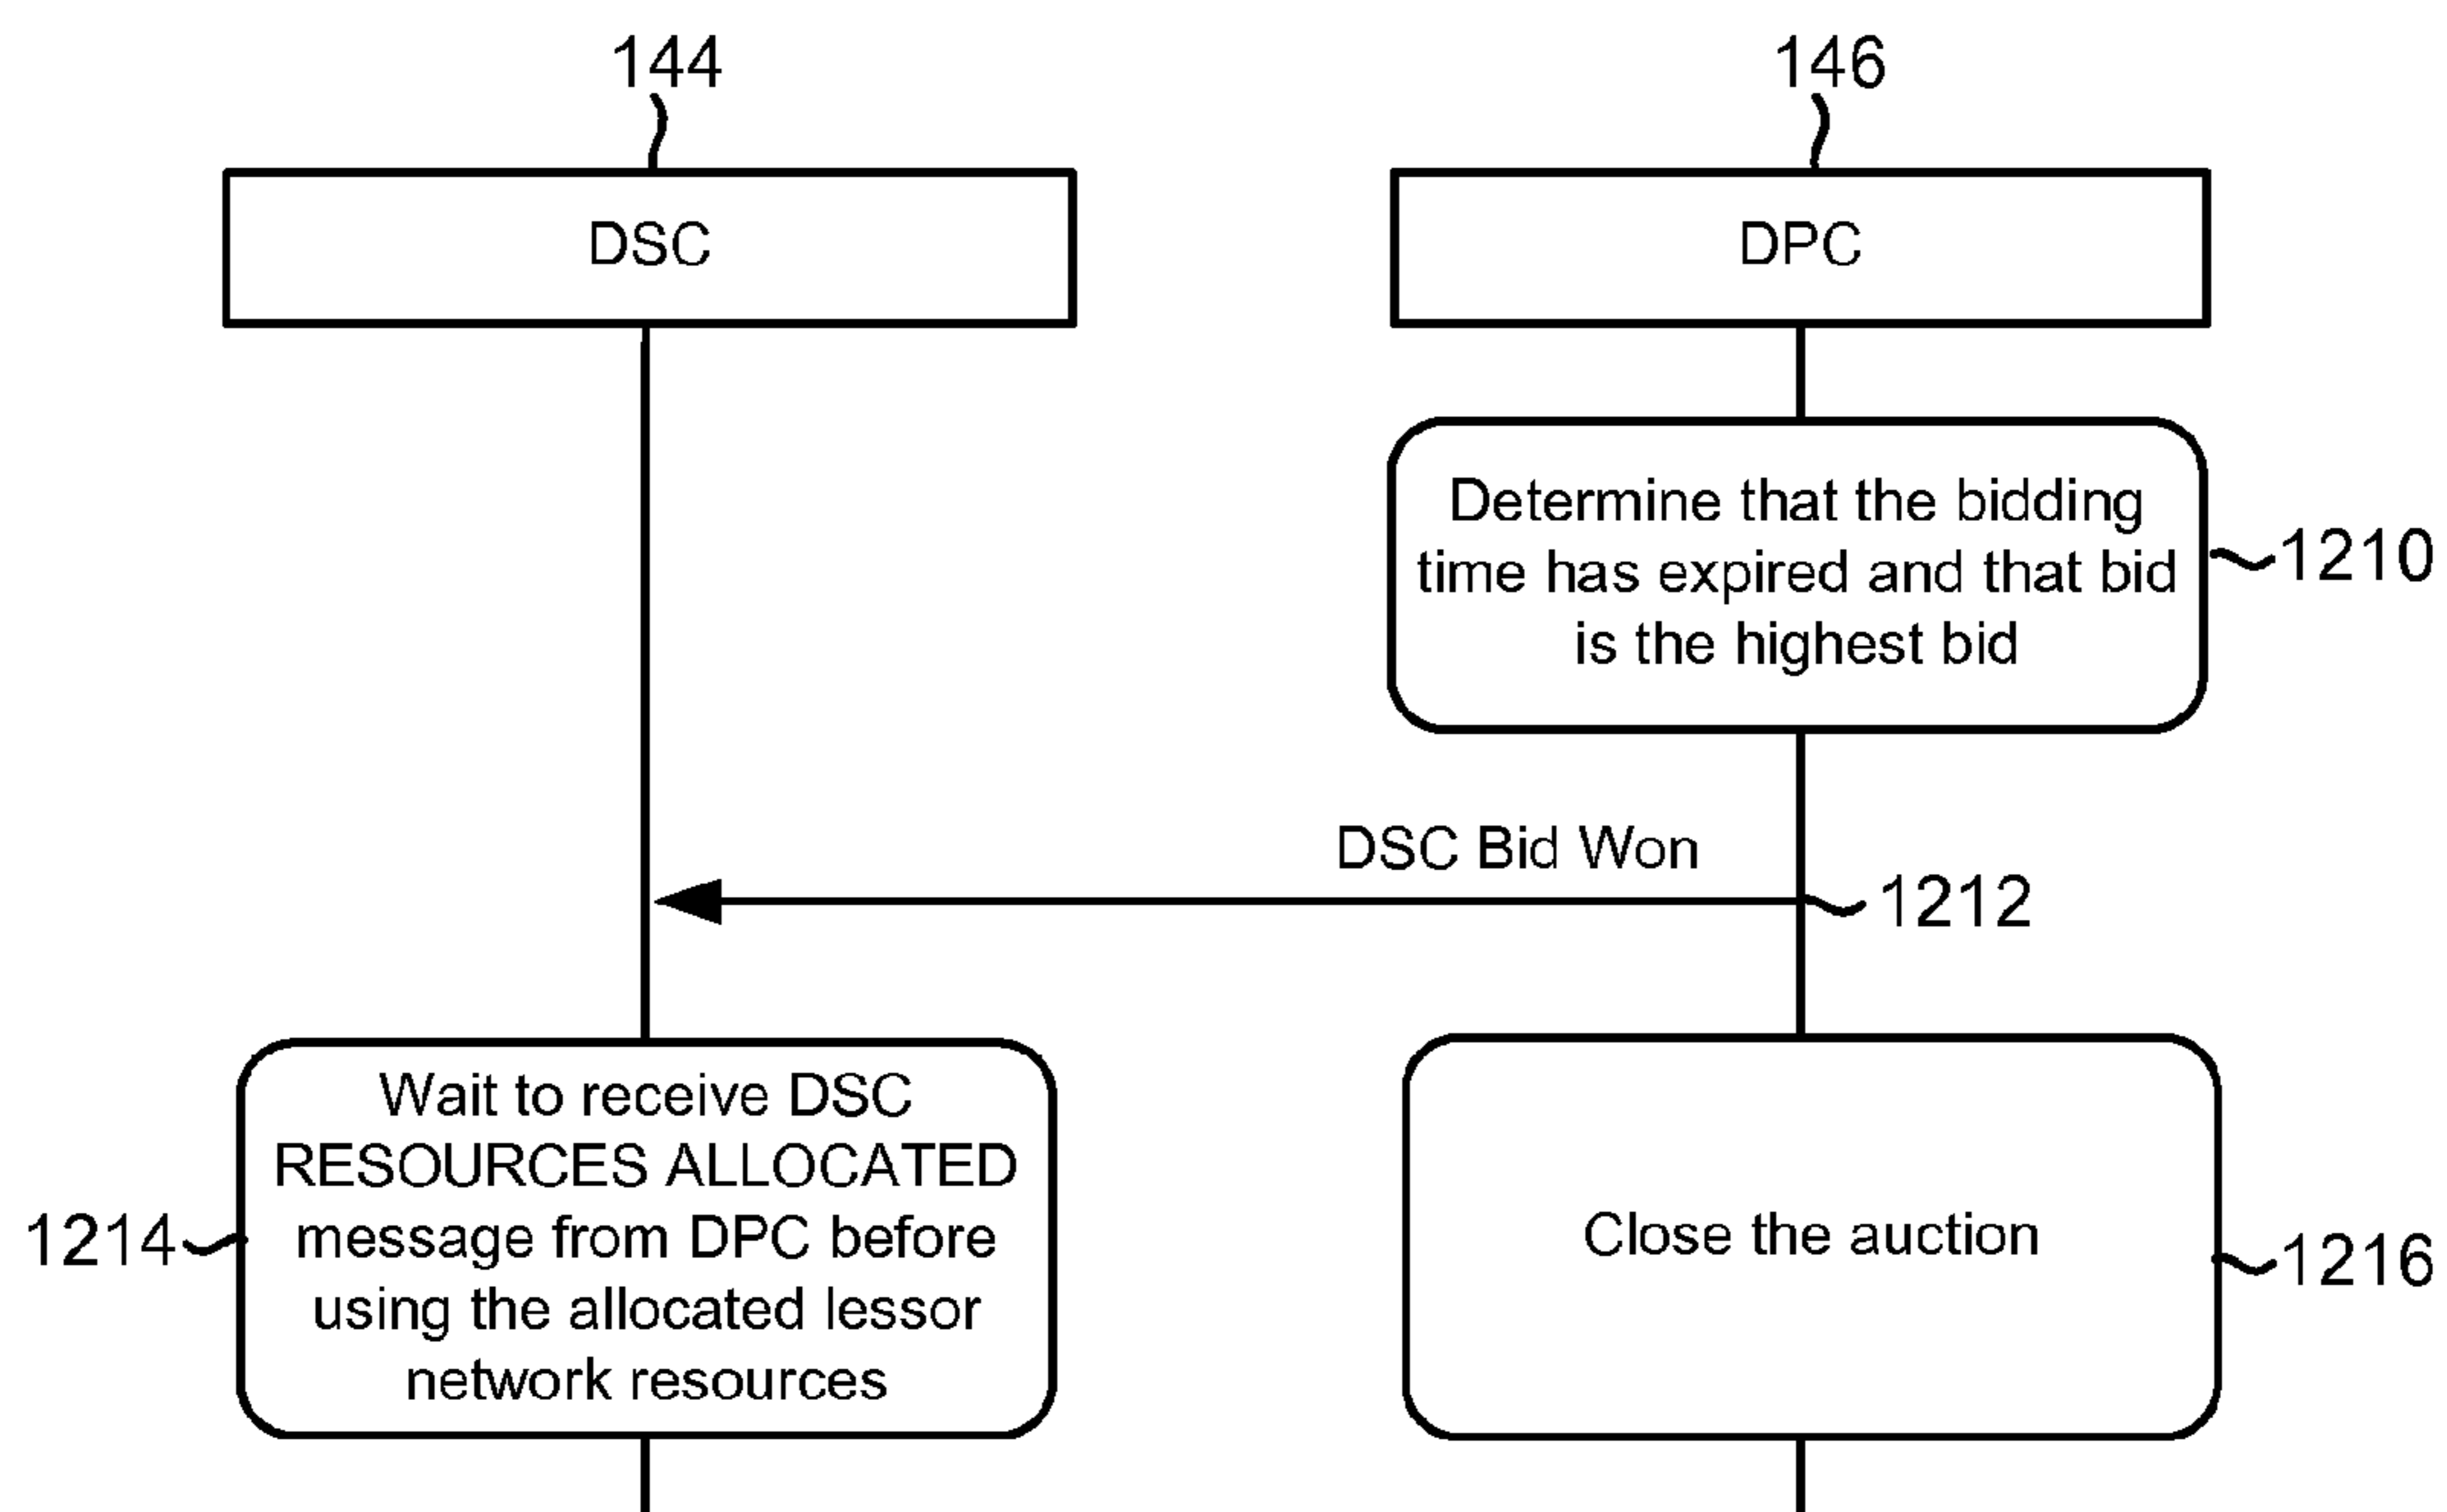 144
146
DSC
DPC
Determine that the bidding
time has expired and that bid
is the highest bid
1210
DSC Bid Won
1212
Wait to receive DSC
RESOURCES ALLOCATED
message from DPC before
using the allocated lessor
network resources
1214
Close the auction
1216